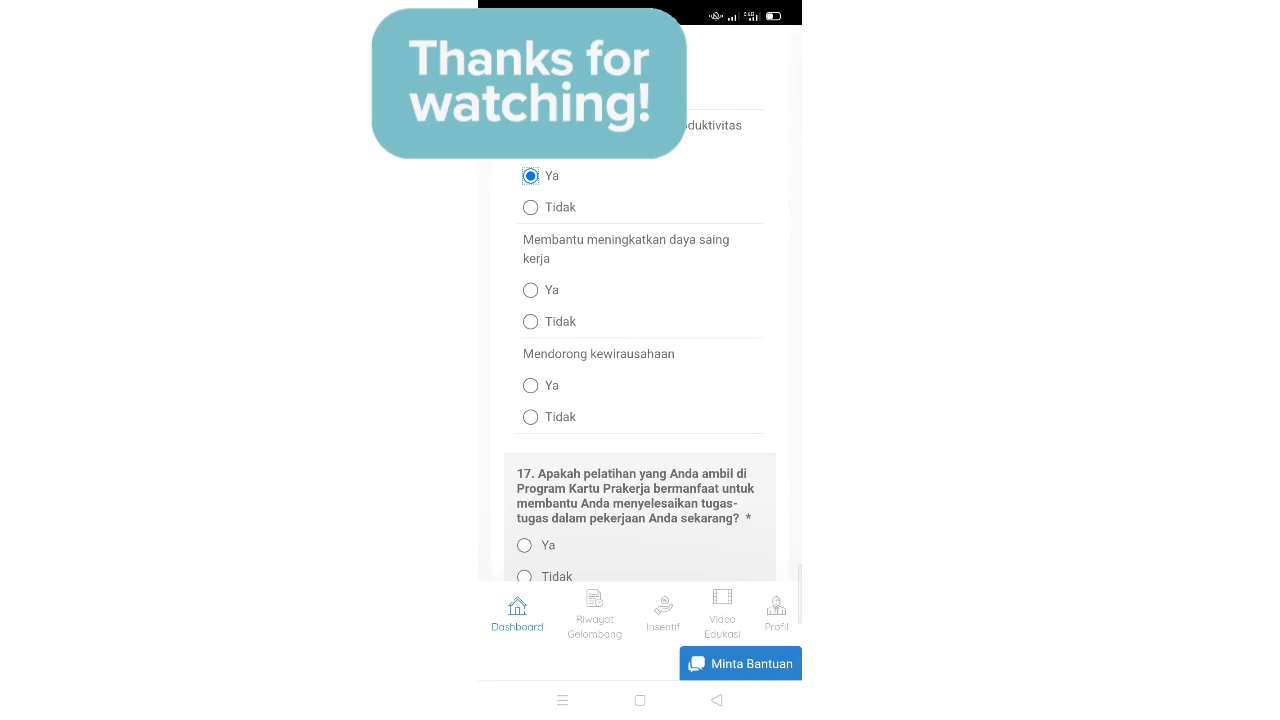 Thanks for
watching!
Ya
Tidak
Membantu meningkatkan daya saing
kerja
Ya
Tidak
Mendorong kewirausahaan
Ya
Tidak
17. Apakah pelatihan yang Anda ambil di
Program Kartu Prakerja bermanfaat untuk
membantu Anda menyelesaikan tugas-
tugas dalam pekerjaan Anda sekarang? *
Ya
Tidak
Dashboard
Riwayat
Gelombang
Insentif
Video
Edukasi
Profil
Minta Bantuan